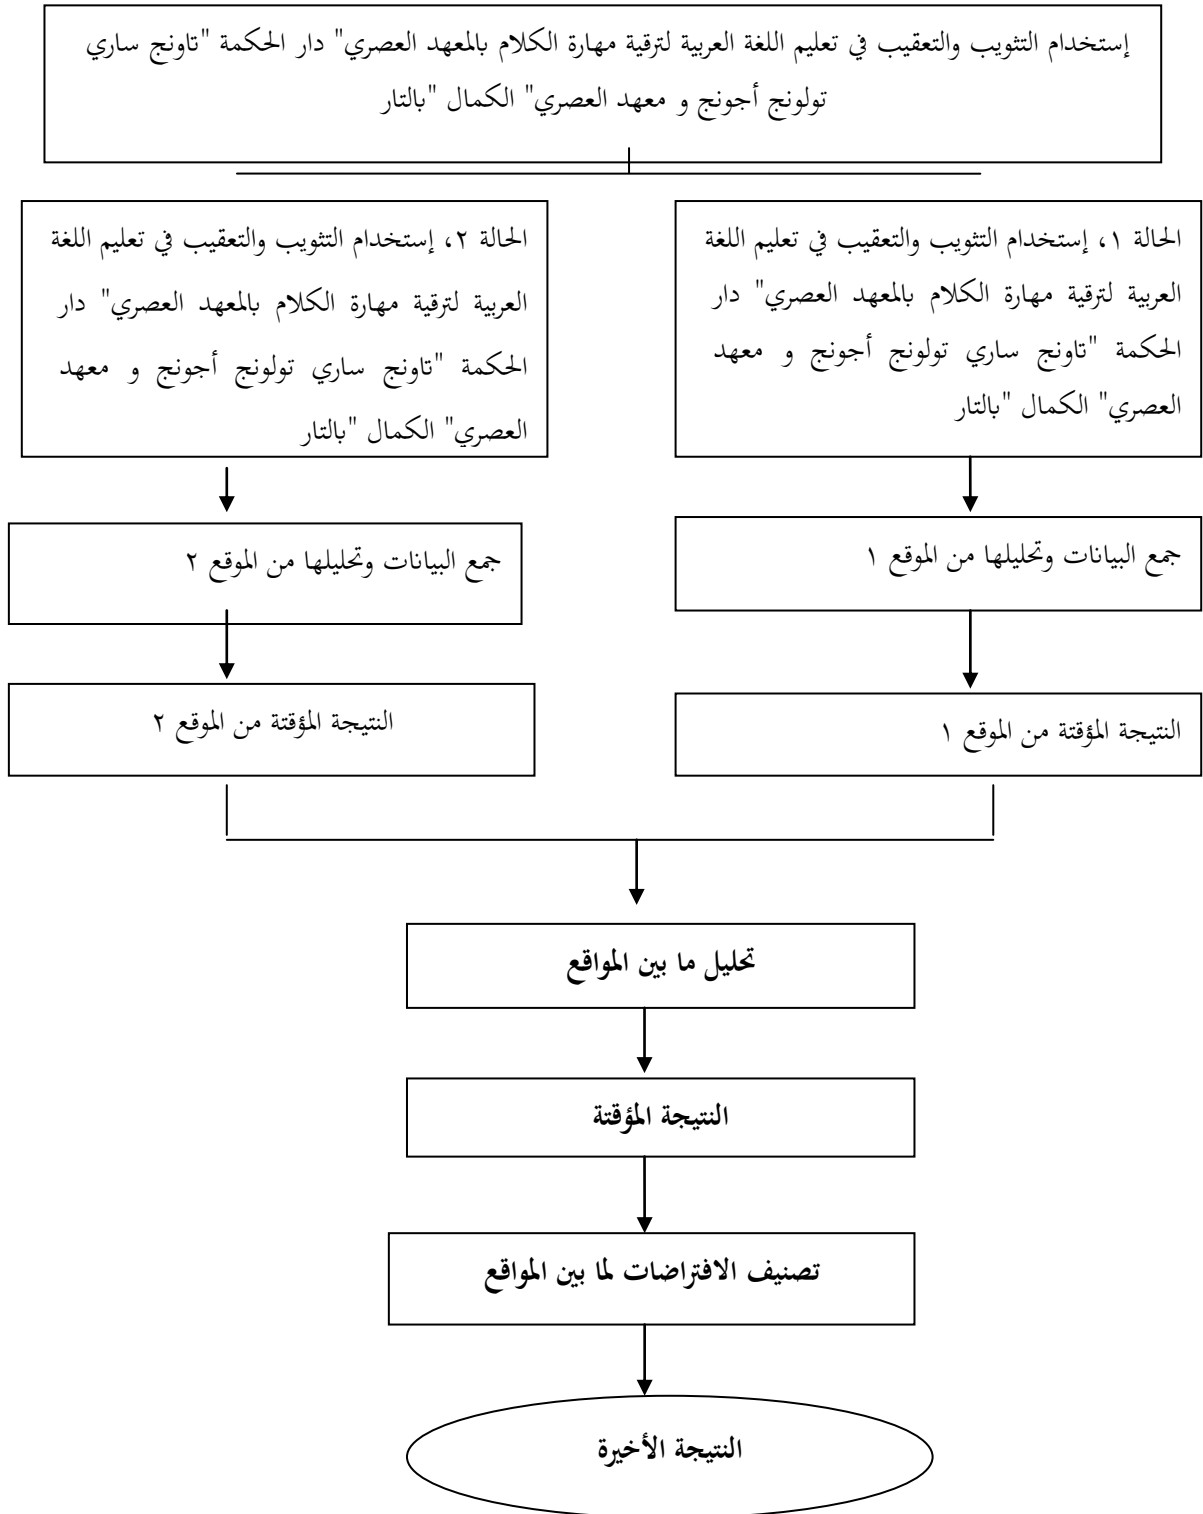 إستخدام التثويب والتعقيب في تعليم اللغة العربية لترقية مهارة الكلام بالمعهد العصري" دار الحكمة "تاونج ساري
تولونج أجونج و معهد العصري" الكمال "بالتار
الحالة ١، إستخدام التثويب والتعقيب في تعليم اللغة
العربية لترقية مهارة الكلام بالمعهد العصري" دار
الحكمة "تاونج ساري تولونج أجونج و معهد
العصري" الكمال "بالتار
الحالة ٢، إستخدام التثويب والتعقيب في تعليم اللغة
العربية لترقية مهارة الكلام بالمعهد العصري" دار
الحكمة "تاونج ساري تولونج أجونج و معهد
العصري" الكمال "بالتار
جمع البيانات وتحليلها من الموقع ١
جمع البيانات وتحليلها من الموقع ٢
النتيجة المؤقتة من الموقع ١
النتيجة المؤقتة من الموقع ٢
تحليل ما بين المواقع
النتيجة المؤقتة
تصنيف الافتراضات لما بين المواقع
النتيجة الأخيرة